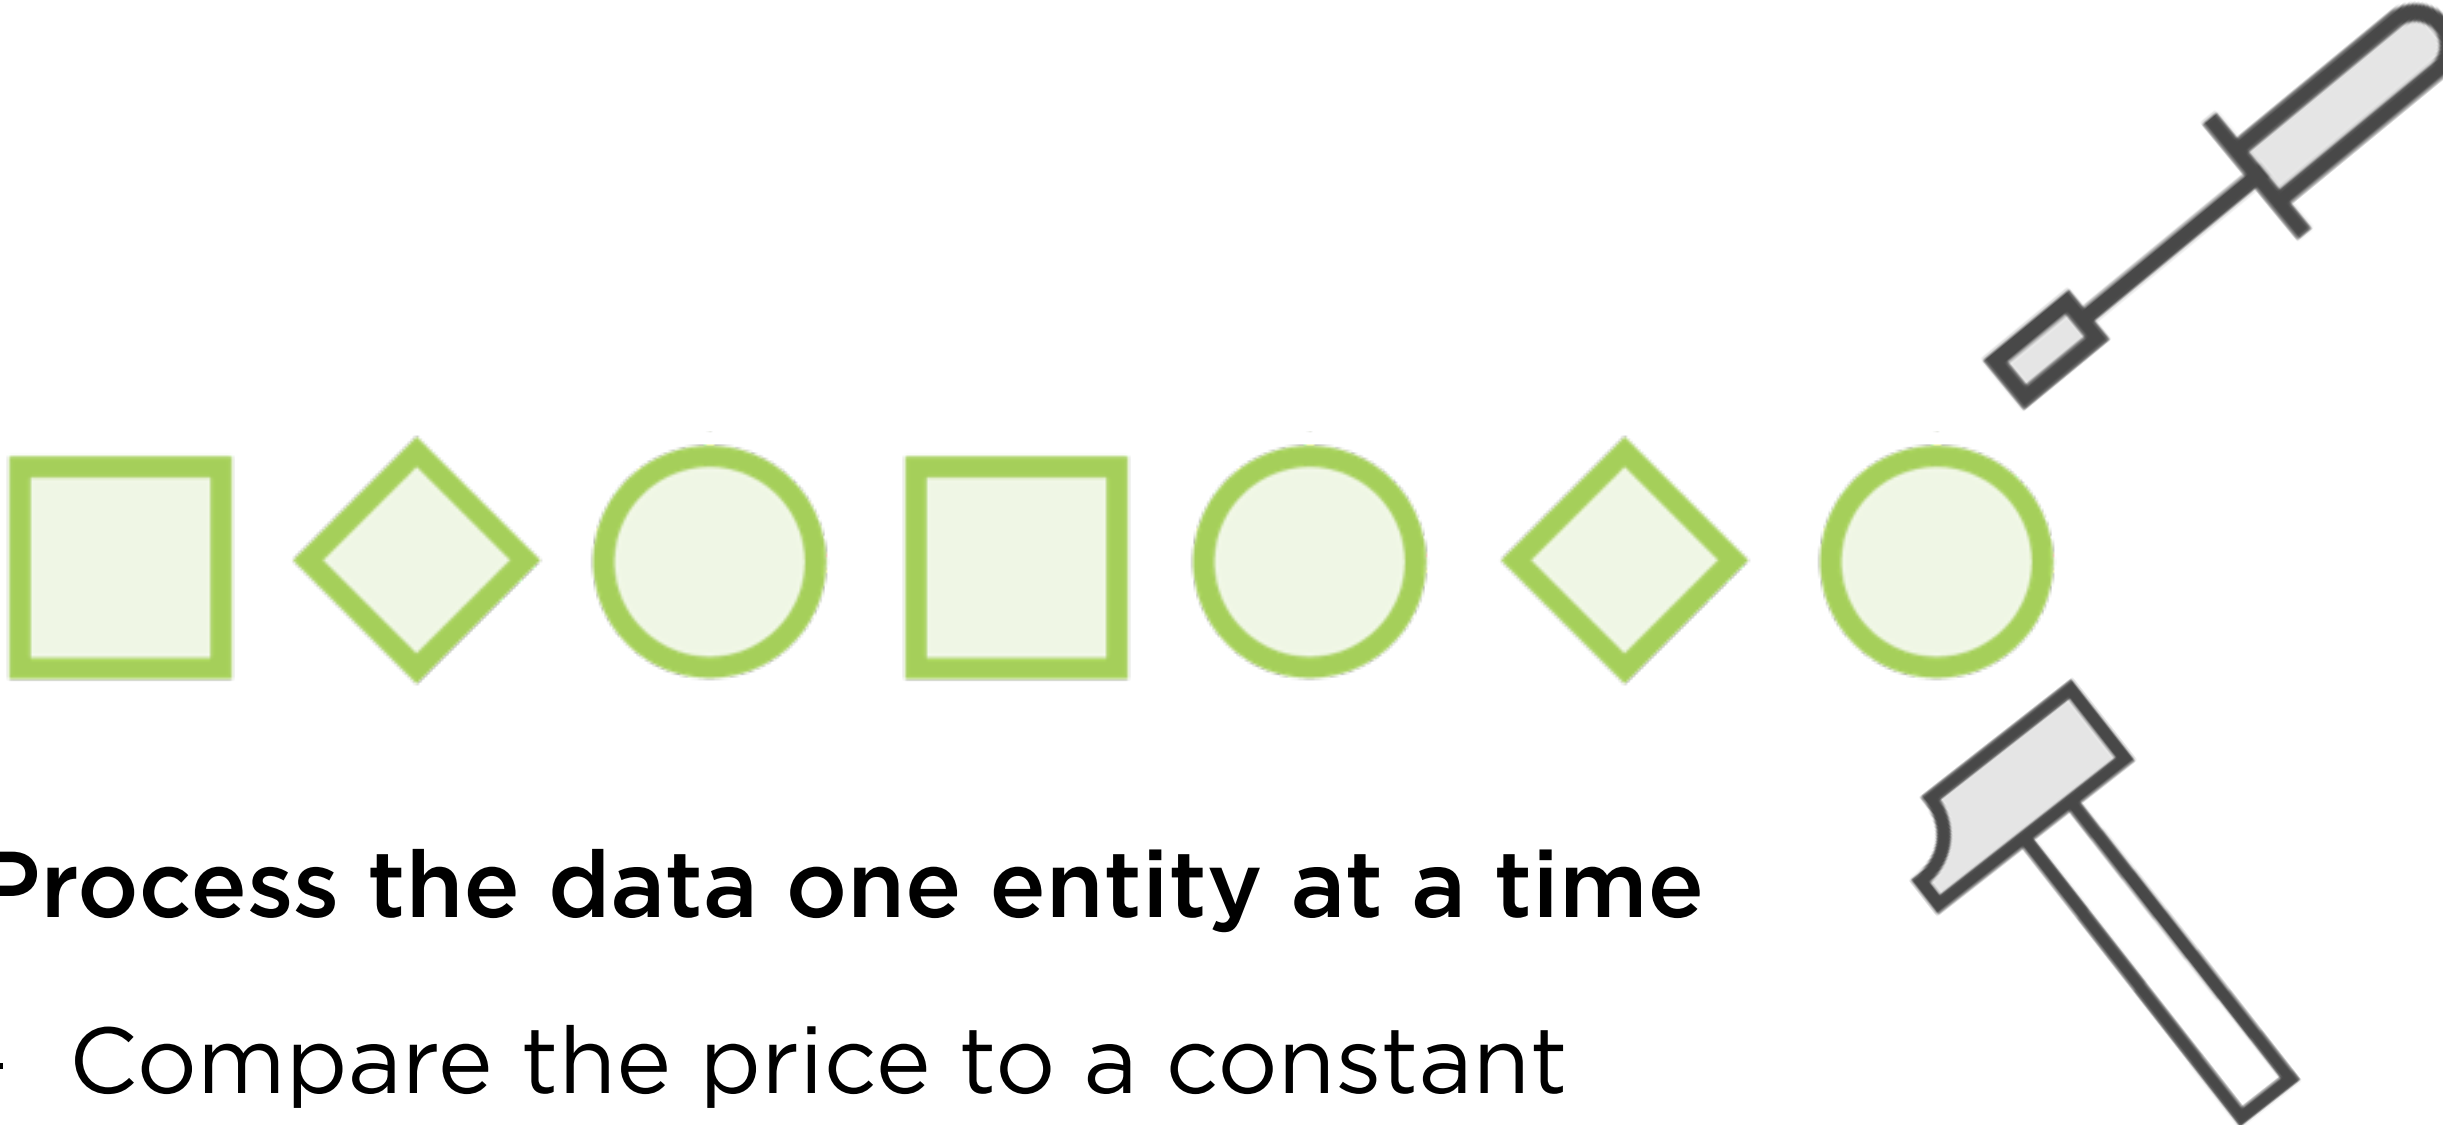 Process the data one entity at a time
- Compare the price to a constant